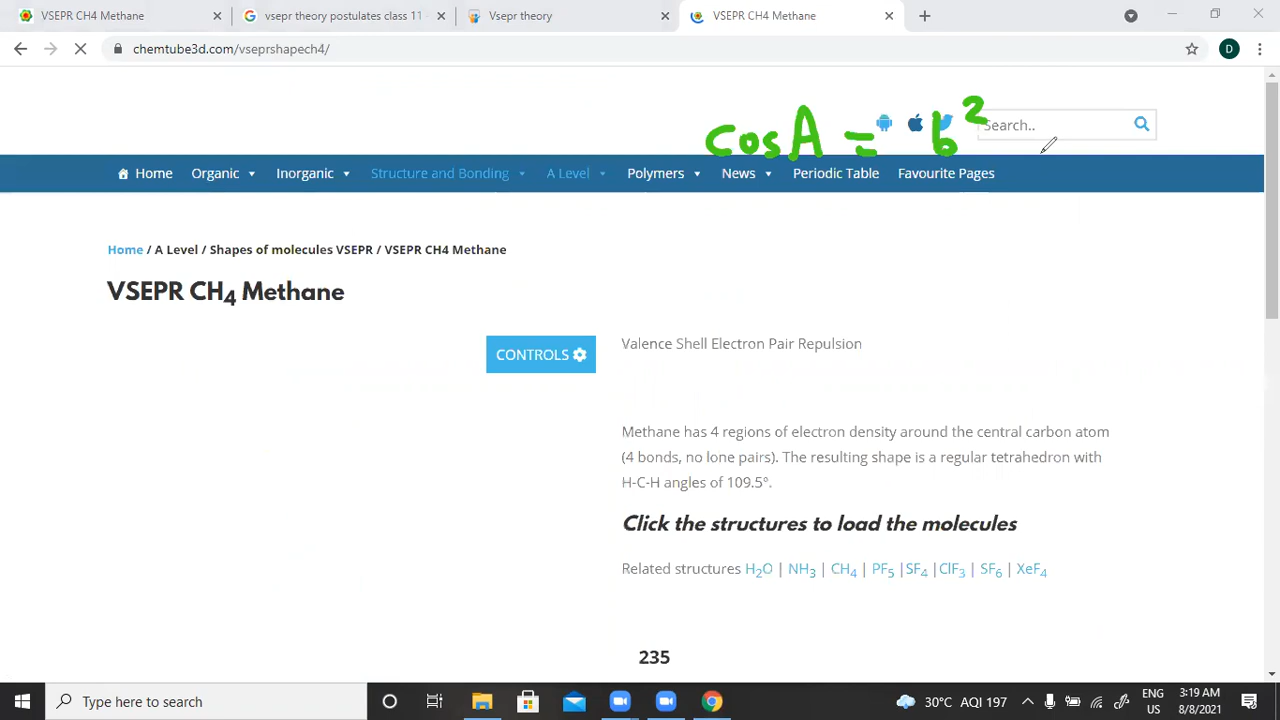 VSEPR CH4 Methane
vsepr theory postulates class 11
Vsepr theory
VSEPR CH4 Methane
chemtube3d.com/vseprshapech4/
D
cosA = b²
Search..
Home Organic Inorganic Structure and Bonding A Level Polymers News Periodic Table Favourite Pages
Home / A Level / Shapes of molecules VSEPR / VSEPR CH4 Methane
VSEPR CH₄ Methane
CONTROLS
Valence Shell Electron Pair Repulsion
Methane has 4 regions of electron density around the central carbon atom
(4 bonds, no lone pairs). The resulting shape is a regular tetrahedron with
H-C-H angles of 109.5°.
Click the structures to load the molecules
Related structures H₂O | NH₃ | CH₄ | PF₅ |SF₄ |ClF₃ | SF₆ | XeF₄
235
Type here to search
30°C AQI 197
ENG
US
3:19 AM
8/8/2021